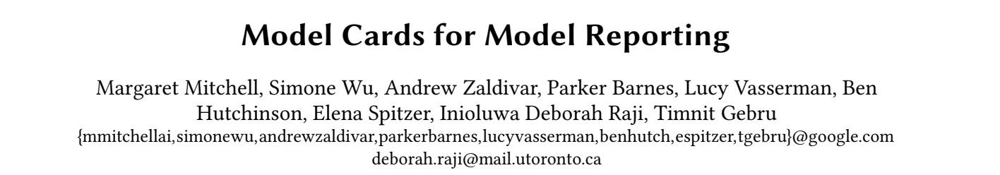 Model Cards for Model Reporting
Margaret Mitchell, Simone Wu, Andrew Zaldivar, Parker Barnes, Lucy Vasserman, Ben
Hutchinson, Elena Spitzer, Inioluwa Deborah Raji, Timnit Gebru
{mmitchellai,simonewu,andrewzaldivar,parkerbarnes,lucyvasserman,benhutch,espitzer,tgebru}@google.com
deborah.raji@mail.utoronto.ca